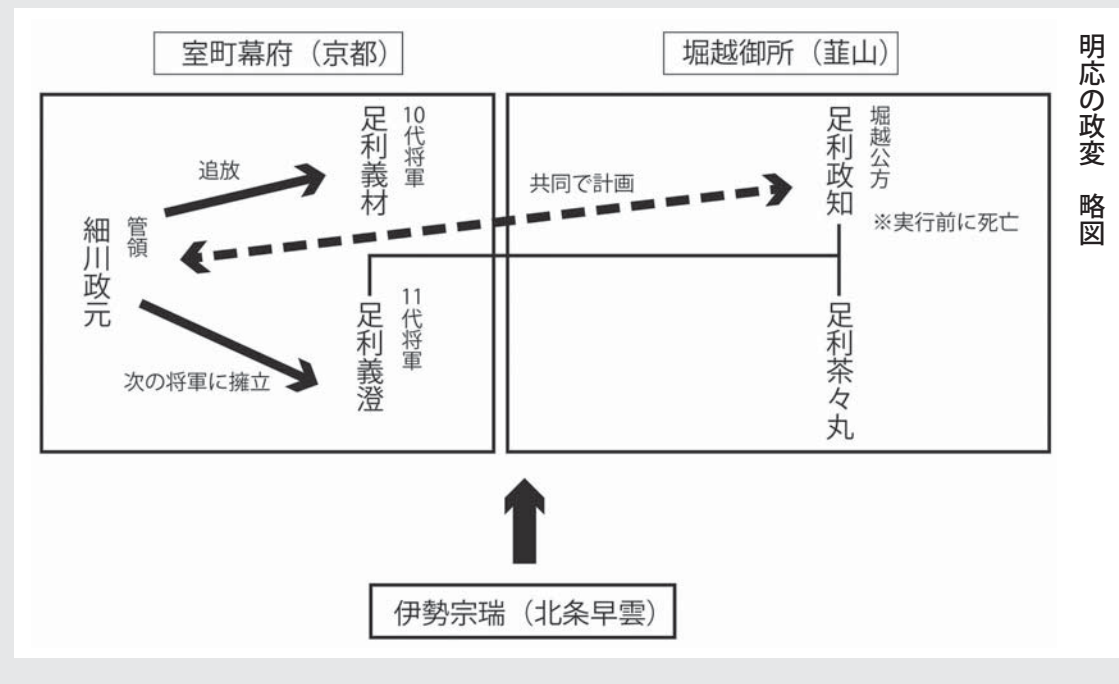 明応の政変　略図
室町幕府（京都）
堀越御所（韮山）
10代将軍
足利義材
追放
管領
細川政元
次の将軍に擁立
11代将軍
足利義澄
共同で計画
堀越公方
足利政知
※実行前に死亡
足利茶々丸
伊勢宗瑞（北条早雲）